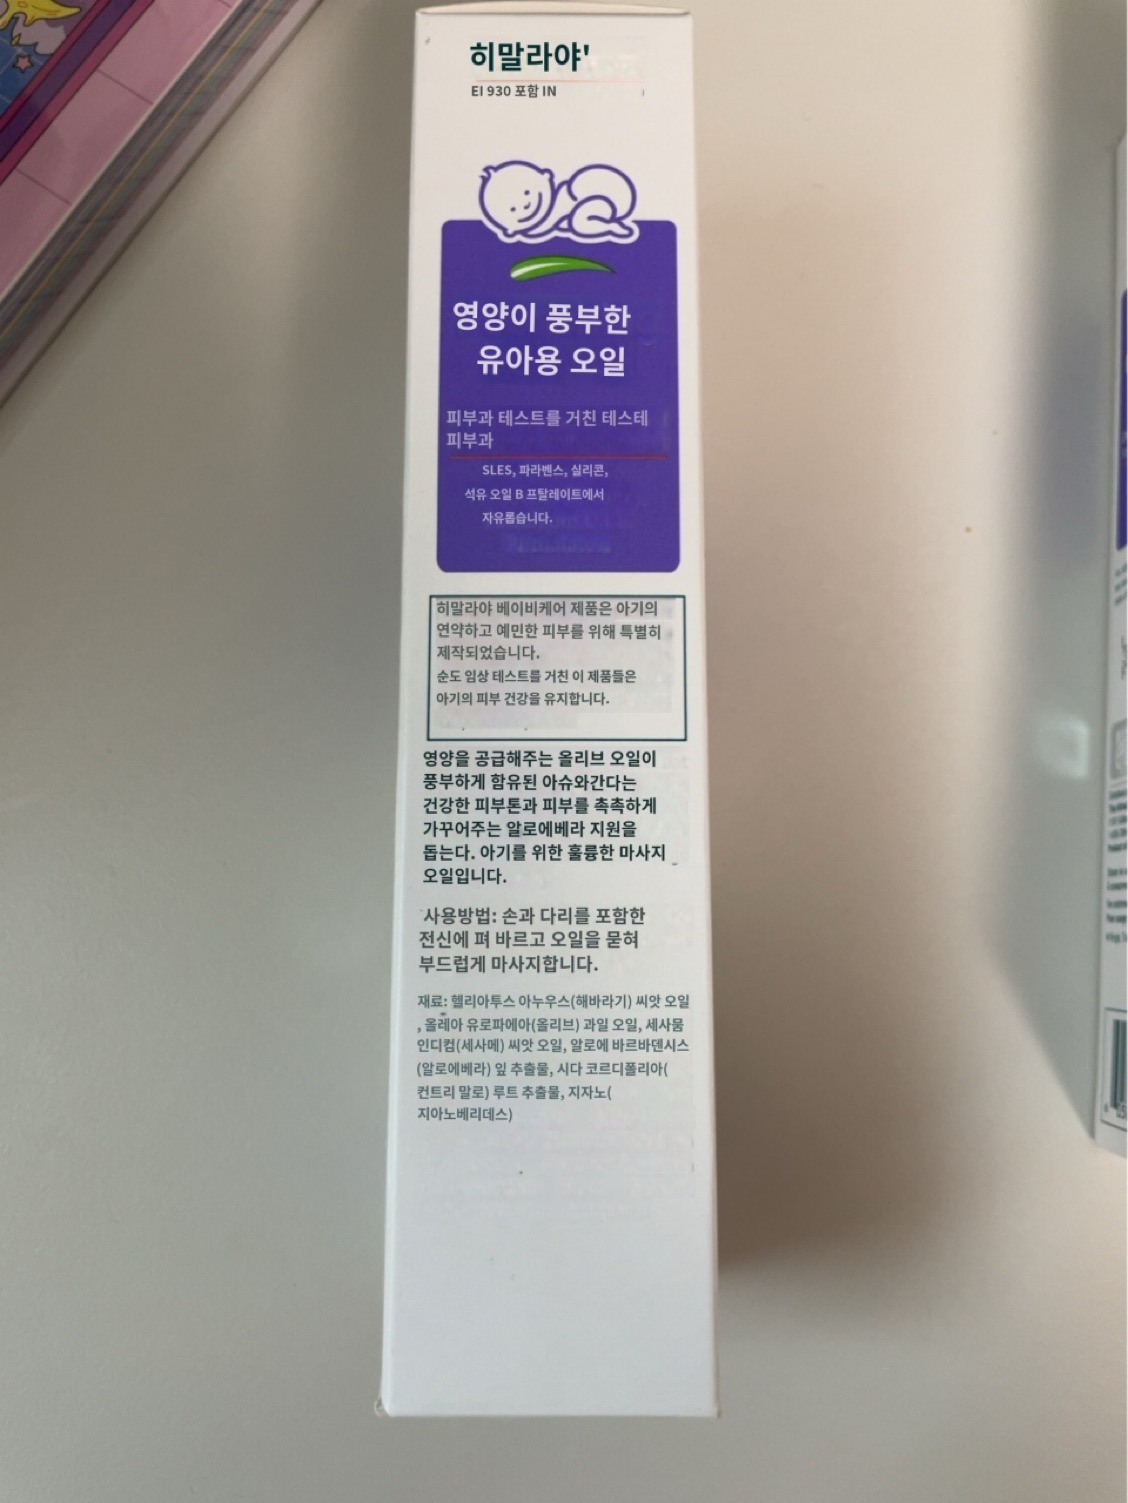 히말라야'
EI 930 포함 IN
영양이 풍부한
유아용 오일
피부과 테스트를 거친 테스테
피부과
SLES, 파라벤스, 실리콘,
석유 오일 B 프탈레이트에서
자유롭습니다.
히말라야 베이비케어 제품은 아기의
연약하고 예민한 피부를 위해 특별히
제작되었습니다.
순도 임상 테스트를 거친 이 제품들은
아기의 피부 건강을 유지합니다.
영양을 공급해주는 올리브 오일이
풍부하게 함유된 아슈와간다는
건강한 피부톤과 피부를 촉촉하게
가꾸어주는 알로에베라 지원을
돕는다. 아기를 위한 훌륭한 마사지
오일입니다.
사용방법: 손과 다리를 포함한
전신에 펴 바르고 오일을 묻혀
부드럽게 마사지합니다.
재료: 헬리아투스 아누우스(해바라기) 씨앗 오일
, 올레아 유로파에아(올리브) 과일 오일, 세사뭄
인디컴(세사메) 씨앗 오일, 알로에 바르바덴시스
(알로에베라) 잎 추출물, 시다 코르디폴리아(
컨트리 말로) 루트 추출물, 지자노(
지아노베리데스)